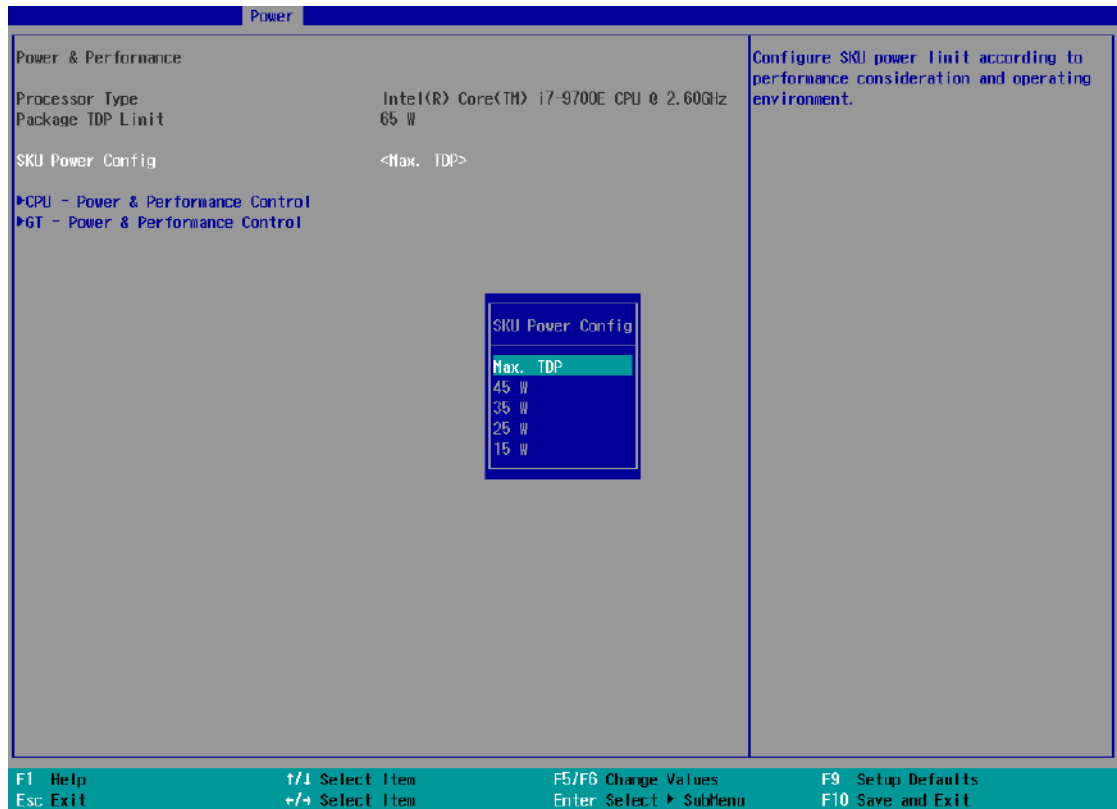 Power
Power & Performance
Processor Type Intel(R) Core(TM) i7-9700E CPU @ 2.60GHz
Package TDP Limit 65 W
SKU Power Config <Max. TDP>
▶CPU - Power & Performance Control
▶GT - Power & Performance Control
Configure SKU power limit according to
performance consideration and operating
environment.
SKU Power Config
Max. TDP
45 W
35 W
25 W
15 W
F1 Help ↑/↓ Select Item F5/F6 Change Values F9 Setup Defaults
Esc Exit ←/→ Select Item Enter Select ▶ SubMenu F10 Save and Exit